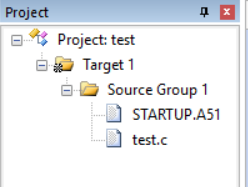 Project
Project: test
Target 1
Source Group 1
STARTUP.A51
test.c